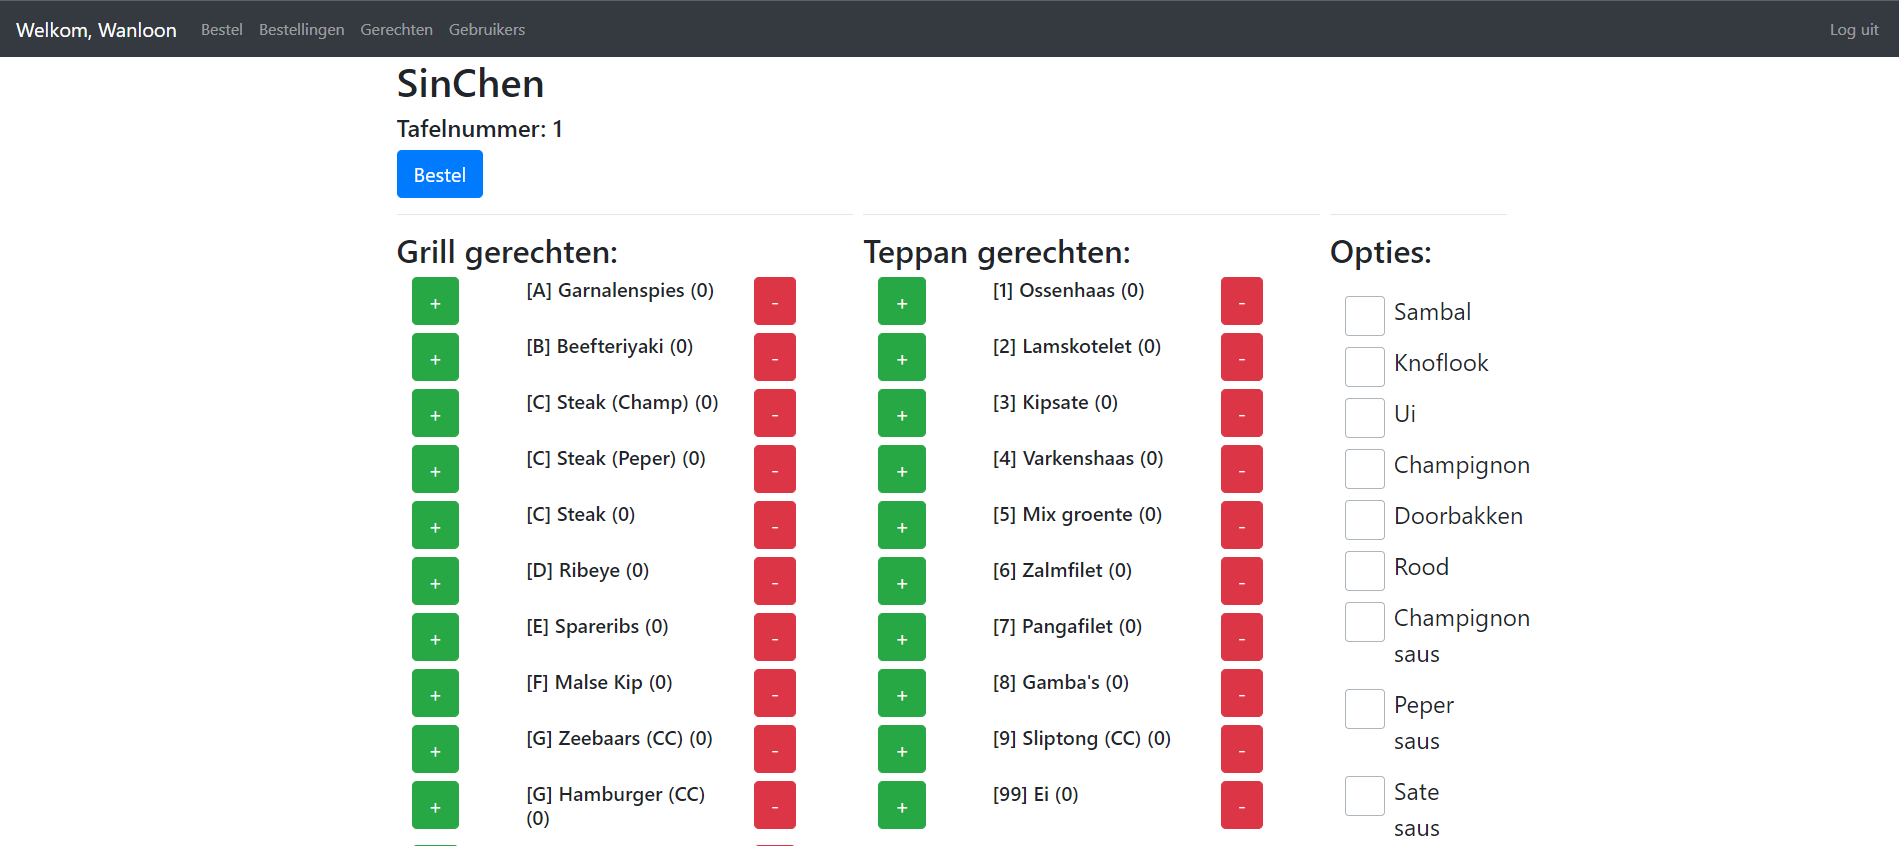 Welkom, Wanloon Bestel Bestellingen Gerechten Gebruikers Log uit
SinChen
Tafelnummer: 1
Bestel
Grill gerechten:
+ [A] Garnalenspies (0) -
+ [B] Beefteriyaki (0) -
+ [C] Steak (Champ) (0) -
+ [C] Steak (Peper) (0) -
+ [C] Steak (0) -
+ [D] Ribeye (0) -
+ [E] Spareribs (0) -
+ [F] Malse Kip (0) -
+ [G] Zeebaars (CC) (0) -
+ [G] Hamburger (CC) -
(0)
Teppan gerechten:
+ [1] Ossenhaas (0) -
+ [2] Lamskotelet (0) -
+ [3] Kipsate (0) -
+ [4] Varkenshaas (0) -
+ [5] Mix groente (0) -
+ [6] Zalmfilet (0) -
+ [7] Pangafilet (0) -
+ [8] Gamba's (0) -
+ [9] Sliptong (CC) (0) -
+ [99] Ei (0) -
Opties:
Sambal
Knoflook
Ui
Champignon
Doorbakken
Rood
Champignon
saus
Peper
saus
Sate
saus